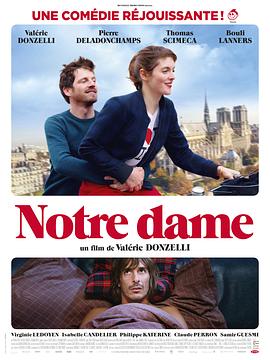 UNE COMÉDIE RÉJOUISSANTE !
Valérie DONZELLI
Pierre DELADONCHAMPS
Thomas SCIMECA
Bouli LANNERS
Notre dame
un film de Valérie DONZELLI
Virginie LEDOYEN Isabelle CANDELIER Philippe KATERINE Claude PERRON Samir GUESMI